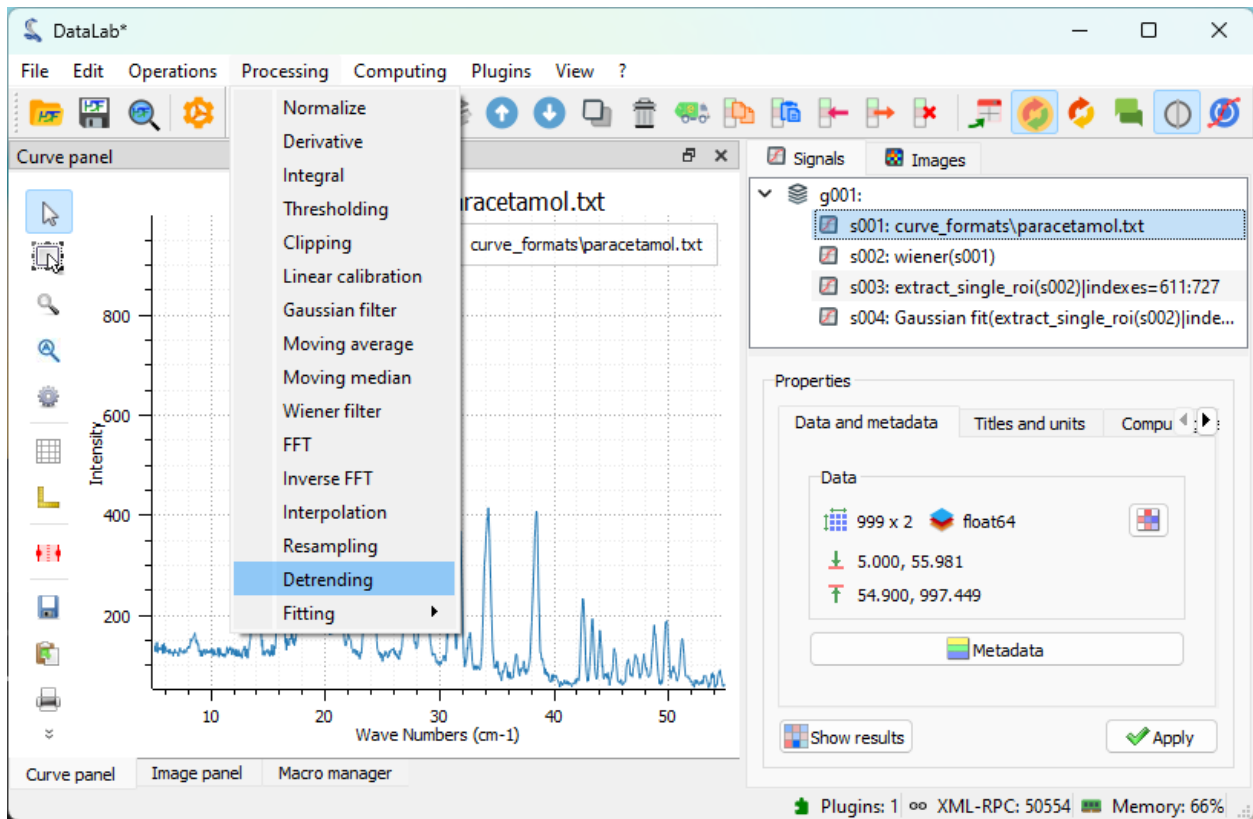 DataLab*
File Edit Operations Processing Computing Plugins View ?
Curve panel
Normalize
Derivative
Integral
Thresholding
Clipping
Linear calibration
Gaussian filter
Moving average
Moving median
Wiener filter
FFT
Inverse FFT
Interpolation
Resampling
Detrending
Fitting
racetamol.txt
curve_formats\paracetamol.txt
800
600
400
200
Intensity
10 20 30 40 50
Wave Numbers (cm-1)
Curve panel Image panel Macro manager
Signals Images
g001:
s001: curve_formats\paracetamol.txt
s002: wiener(s001)
s003: extract_single_roi(s002)|indexes=611:727
s004: Gaussian fit(extract_single_roi(s002)|inde...
Properties
Data and metadata Titles and units Compu
Data
999 x 2 float64
5.000, 55.981
54.900, 997.449
Metadata
Show results Apply
Plugins: 1 XML-RPC: 50554 Memory: 66%